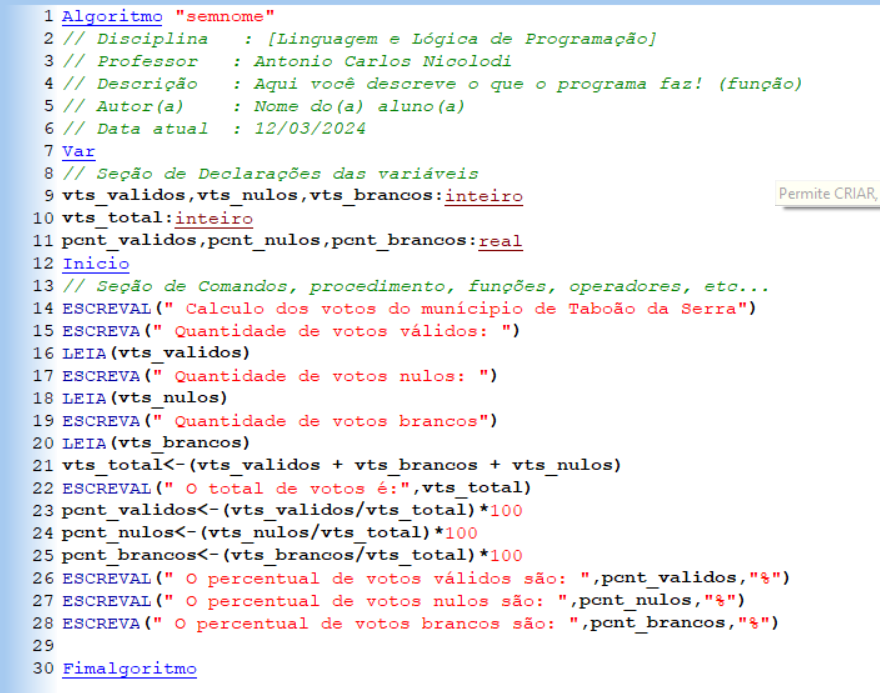 1 Algoritmo "semnome"
2 // Disciplina   : [Linguagem e Lógica de Programação]
3 // Professor   : Antonio Carlos Nicolodi
4 // Descrição   : Aqui você descreve o que o programa faz! (função)
5 // Autor(a)    : Nome do(a) aluno(a)
6 // Data atual  : 12/03/2024
7 Var
8 // Seção de Declarações das variáveis
9 vts_validos,vts_nulos,vts_brancos:inteiro
Permite CRIAR,
10 vts_total:inteiro
11 pcnt_validos,pcnt_nulos,pcnt_brancos:real
12 Inicio
13 // Seção de Comandos, procedimento, funções, operadores, etc...
14 ESCREVAL(" Calculo dos votos do munícipio de Taboão da Serra")
15 ESCREVA(" Quantidade de votos válidos: ")
16 LEIA(vts_validos)
17 ESCREVA(" Quantidade de votos nulos: ")
18 LEIA(vts_nulos)
19 ESCREVA(" Quantidade de votos brancos")
20 LEIA(vts_brancos)
21 vts_total<-(vts_validos + vts_brancos + vts_nulos)
22 ESCREVAL(" O total de votos é:",vts_total)
23 pcnt_validos<-(vts_validos/vts_total)*100
24 pcnt_nulos<-(vts_nulos/vts_total)*100
25 pcnt_brancos<-(vts_brancos/vts_total)*100
26 ESCREVAL(" O percentual de votos válidos são: ",pcnt_validos,"%")
27 ESCREVAL(" O percentual de votos nulos são: ",pcnt_nulos,"%")
28 ESCREVA(" O percentual de votos brancos são: ",pcnt_brancos,"%")
29
30 Fimalgoritmo